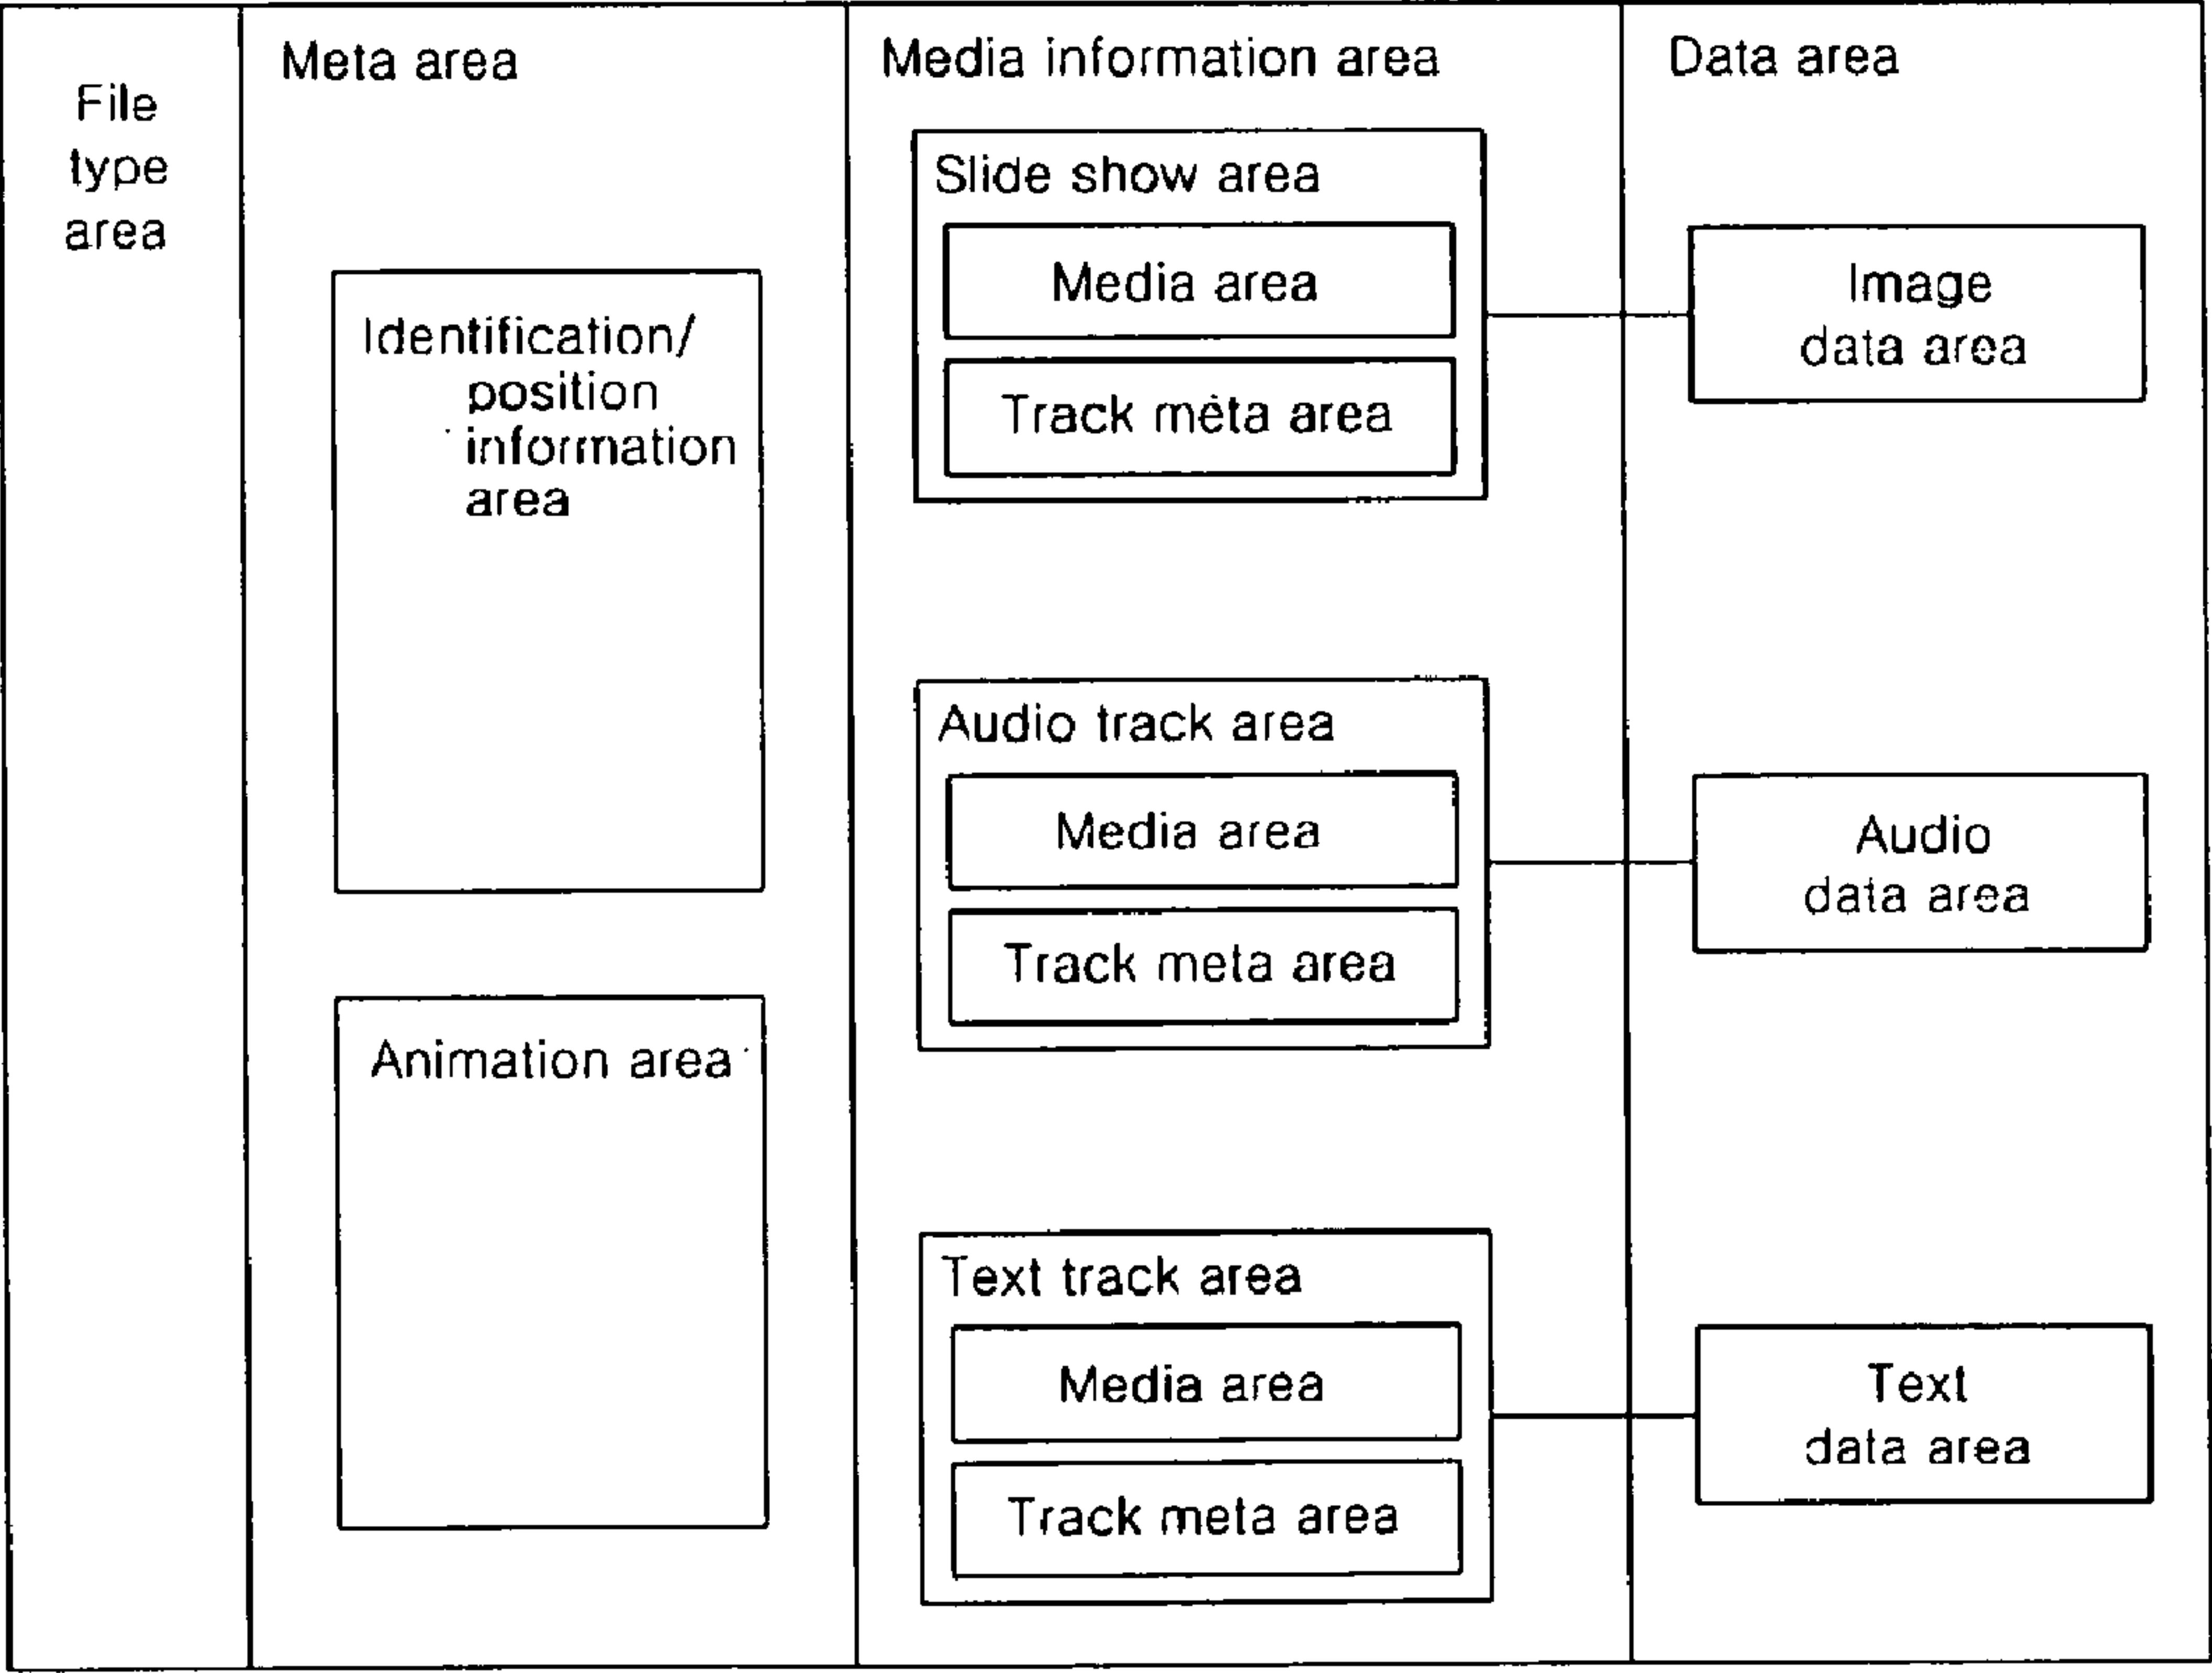 File
type
area
Meta area
Identification/
position
information
area
Animation area
Media information area
Slide show area
Media area
Track meta area
Audio track area
Media area
Track meta area
Text track area
Media area
Track meta area
Data area
Image
data area
Audio
data area
Text
data area